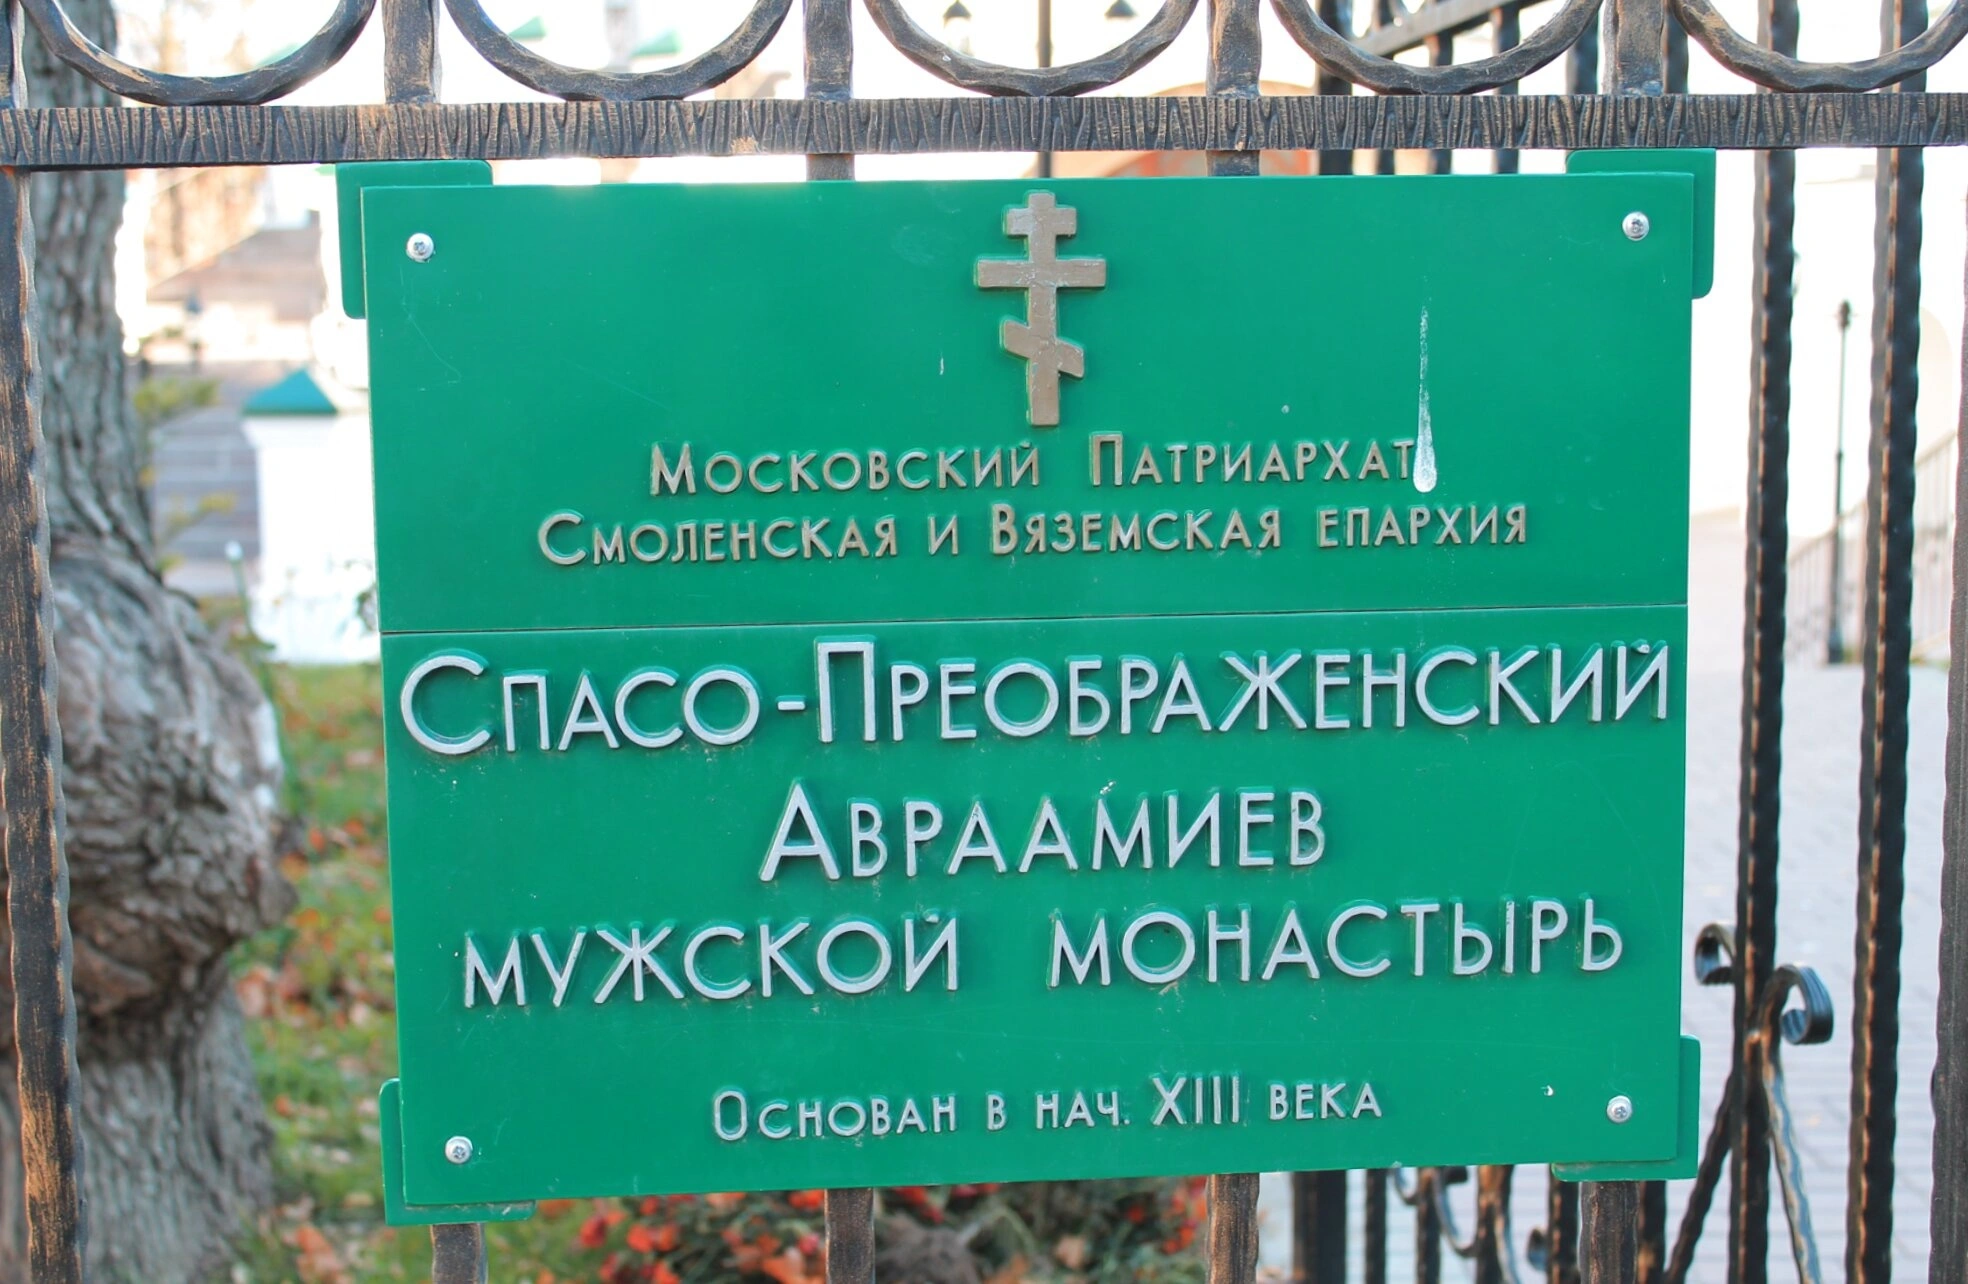 Московский Патриархат
Смоленская и Вяземская епархия
Спасо-Преображенский
Авраамиев
мужской монастырь
Основан в нач. XIII века